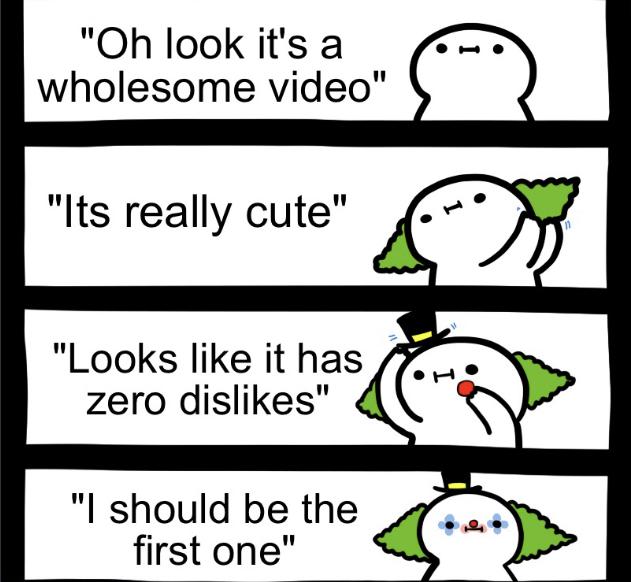 "Oh look it's a
wholesome video"
"Its really cute"
"Looks like it has
zero dislikes"
"I should be the
first one"